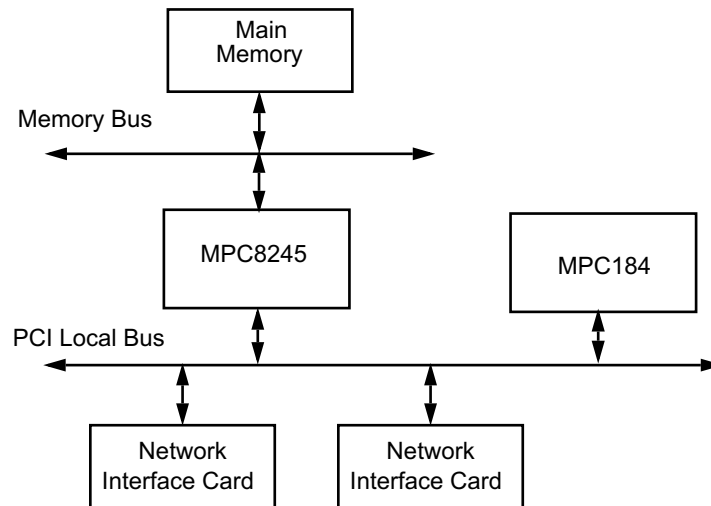 Main
Memory
Memory Bus
MPC8245
MPC184
PCI Local Bus
Network
Interface Card
Network
Interface Card